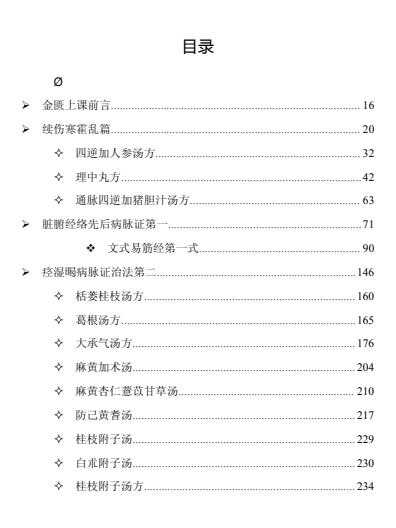 目录
Ø
➢ 金匮上课前言 16
➢ 续伤寒霍乱篇 20
✧ 四逆加人参汤方 32
✧ 理中丸方 42
✧ 通脉四逆加猪胆汁汤方 63
➢ 脏腑经络先后病脉证第一 71
❖ 文式易筋经第一式 90
➢ 痉湿暍病脉证治法第二 146
✧ 栝蒌桂枝汤方 160
✧ 葛根汤方 165
✧ 大承气汤方 176
✧ 麻黄加术汤 204
✧ 麻黄杏仁薏苡甘草汤 210
✧ 防己黄耆汤 217
✧ 桂枝附子汤 229
✧ 白朮附子汤 230
✧ 桂枝附子汤方 234